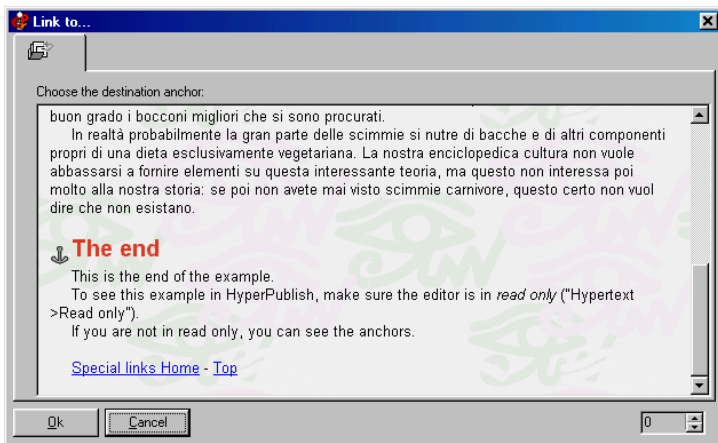 Link to...
Choose the destination anchor:
buon grado i bocconi migliori che si sono procurati.
In realtà probabilmente la gran parte delle scimmie si nutre di bacche e di altri componenti
propri di una dieta esclusivamente vegetariana. La nostra enciclopedica cultura non vuole
abbassarsi a fornire elementi su questa interessante teoria, ma questo non interessa poi
molto alla nostra storia: se poi non avete mai visto scimmie carnivore, questo certo non vuol
dire che non esistano.
The end
This is the end of the example.
To see this example in HyperPublish, make sure the editor is in read only ("Hypertext
>Read only").
If you are not in read only, you can see the anchors.
Special links Home - Top
Ok
Cancel
0